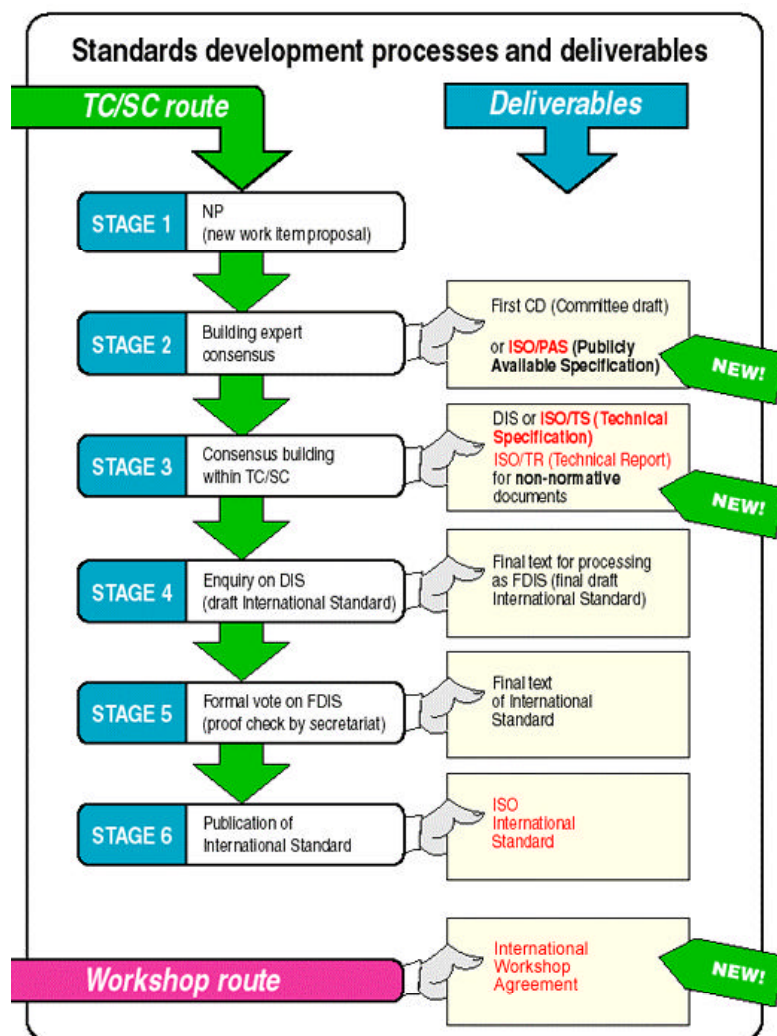 Standards development processes and deliverables
TC/SC route
Deliverables
STAGE 1
NP
(new work item proposal)
STAGE 2
Building expert
consensus
First CD (Committee draft)
or ISO/PAS (Publicly
Available Specification)
NEW!
STAGE 3
Consensus building
within TC/SC
DIS or ISO/TS (Technical
Specification)
ISO/TR (Technical Report)
for non-normative
documents
NEW!
STAGE 4
Enquiry on DIS
(draft International Standard)
Final text for processing
as FDIS (final draft
International Standard)
STAGE 5
Formal vote on FDIS
(proof check by secretariat)
Final text
of International
Standard
STAGE 6
Publication of
International Standard
ISO
International
Standard
Workshop route
International
Workshop
Agreement
NEW!